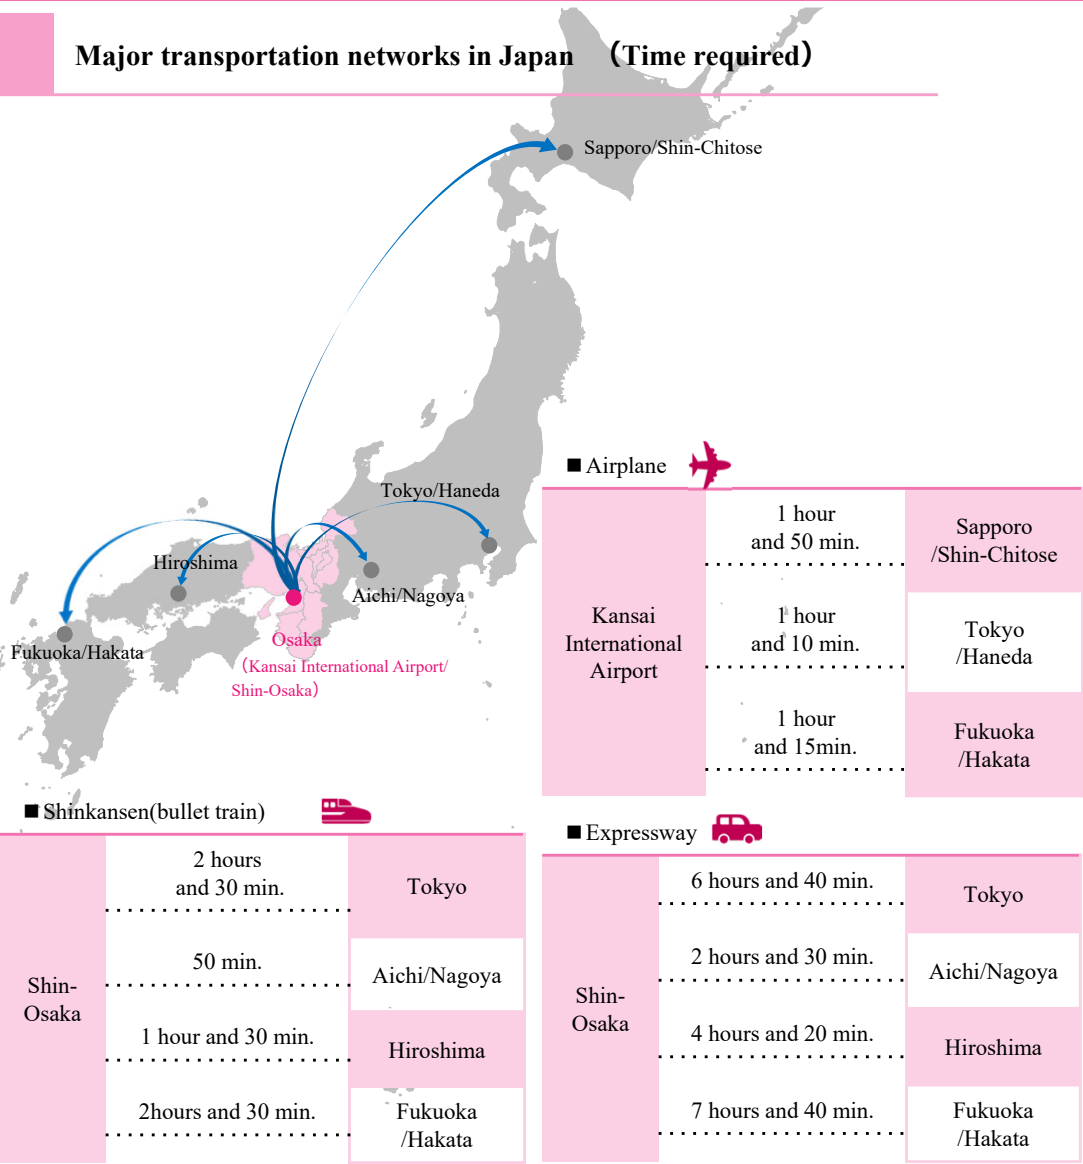 Major transportation networks in Japan （Time required）
Sapporo/Shin-Chitose
Tokyo/Haneda
Hiroshima
Aichi/Nagoya
Fukuoka/Hakata
Osaka
（Kansai International Airport/
Shin-Osaka）
■ Airplane
Kansai
International
Airport
1 hour
and 50 min.
Sapporo
/Shin-Chitose
1 hour
and 10 min.
Tokyo
/Haneda
1 hour
and 15min.
Fukuoka
/Hakata
■ Shinkansen(bullet train)
Shin-
Osaka
2 hours
and 30 min.
Tokyo
50 min.
Aichi/Nagoya
1 hour and 30 min.
Hiroshima
2hours and 30 min.
Fukuoka
/Hakata
■ Expressway
Shin-
Osaka
6 hours and 40 min.
Tokyo
2 hours and 30 min.
Aichi/Nagoya
4 hours and 20 min.
Hiroshima
7 hours and 40 min.
Fukuoka
/Hakata